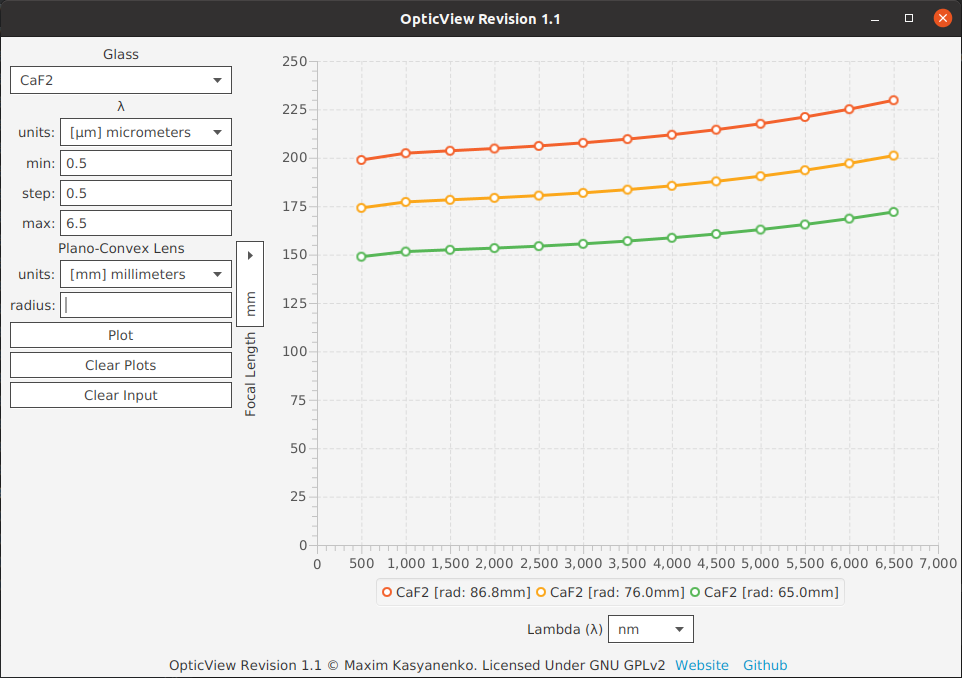 OpticView Revision 1.1
Glass
CaF2
λ
units: [µm] micrometers
min: 0.5
step: 0.5
max: 6.5
Plano-Convex Lens
units: [mm] millimeters
radius:
Plot
Clear Plots
Clear Input
mm
Focal Length
250
225
200
175
150
125
100
75
50
25
0
0 500 1,000 1,500 2,000 2,500 3,000 3,500 4,000 4,500 5,000 5,500 6,000 6,500 7,000
CaF2 [rad: 86.8mm] CaF2 [rad: 76.0mm] CaF2 [rad: 65.0mm]
Lambda (λ) nm
OpticView Revision 1.1 © Maxim Kasyanenko. Licensed Under GNU GPLv2 Website Github